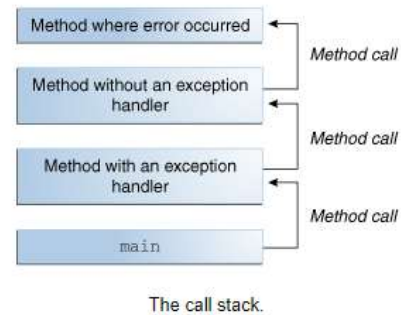 Method where error occurred
Method call
Method without an exception
handler
Method call
Method with an exception
handler
Method call
main
The call stack.